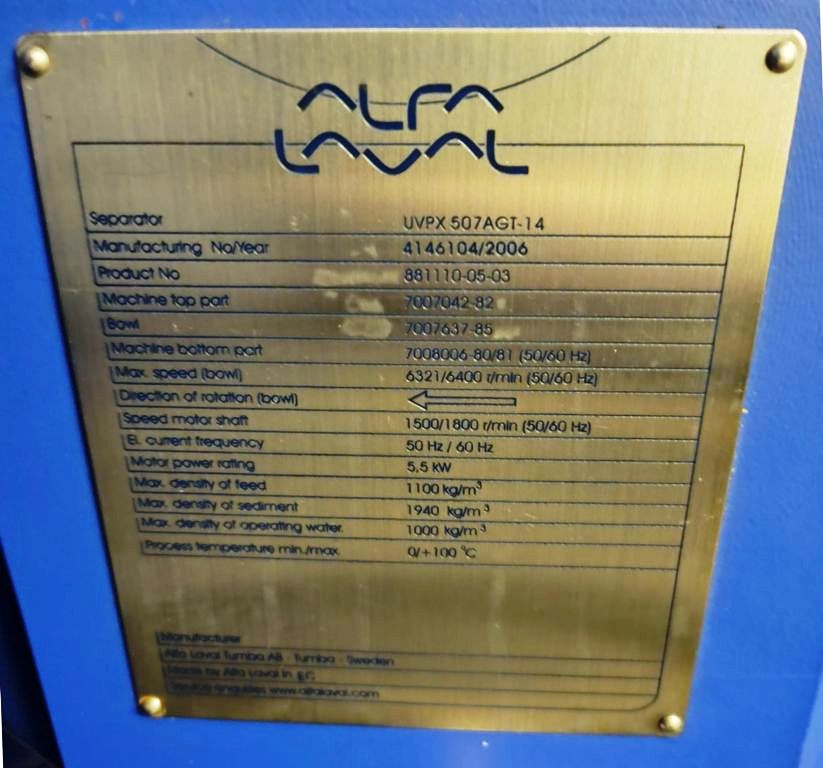 ALFA
LAVAL
Separator UVPX 507AGT-14
Manufacturing No/Year 4146104/2006
Product No 881110-05-03
Machine top part 7007042-82
Bowl 7007637-85
Machine bottom part 7008006-80/81 (50/60 Hz)
Max. speed (bowl) 6321/6400 r/min (50/60 Hz)
Direction of rotation (bowl)
Speed motor shaft 1500/1800 r/min (50/60 Hz)
El. current frequency 50 Hz / 60 Hz
Motor power rating 5,5 kW
Max. density of feed 1100 kg/m³
Max. density of sediment 1940 kg/m³
Max. density of operating water. 1000 kg/m³
Process temperature min./max. 0/+100 °C
Manufacturer
Alfa Laval Tumba AB - Tumba - Sweden
Made by Alfa Laval in EC
Service enquiries www.alfalaval.com